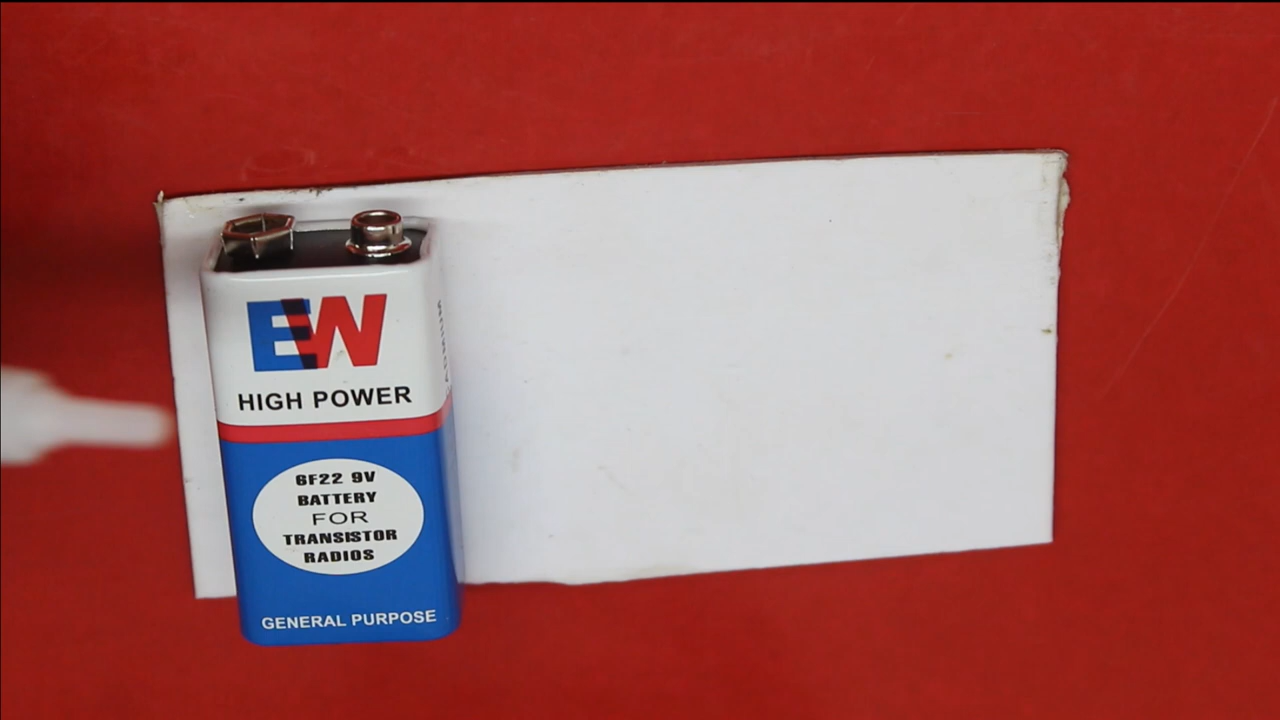 EW
HIGH POWER
6F22 9V
BATTERY
FOR
TRANSISTOR
RADIOS
GENERAL PURPOSE